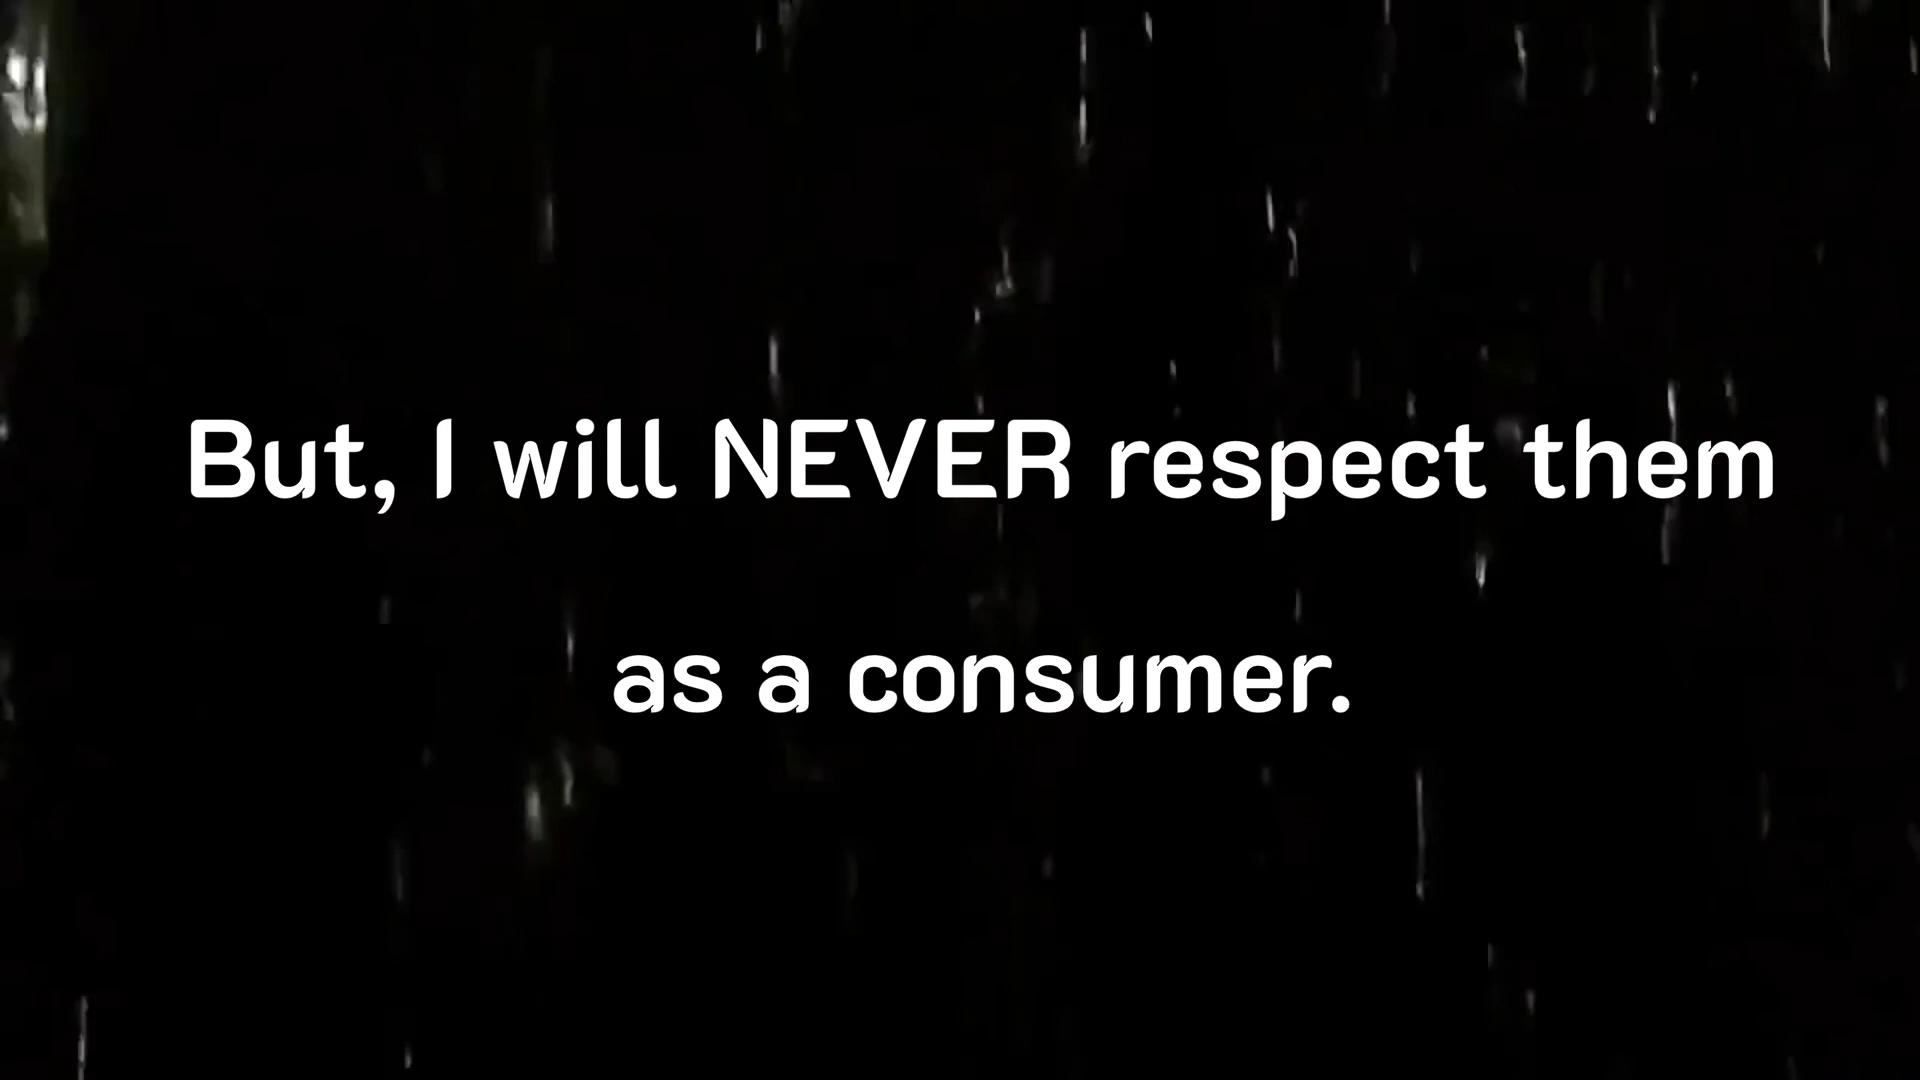 But, I will NEVER respect them
as a consumer.